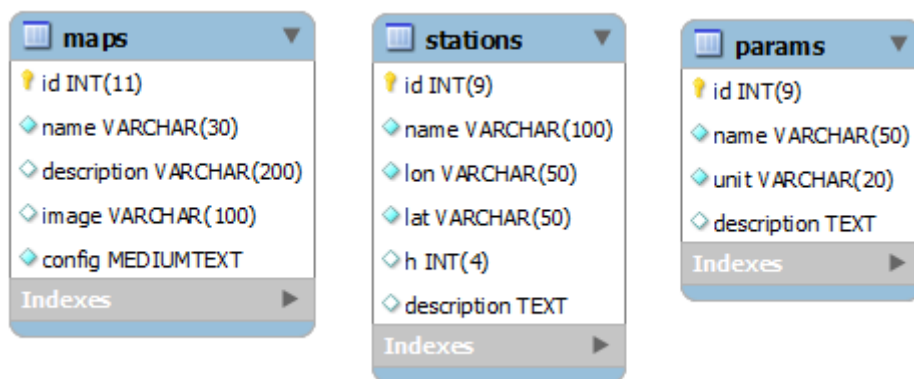 maps
id INT(11)
name VARCHAR(30)
description VARCHAR(200)
image VARCHAR(100)
config MEDIUMTEXT
Indexes
stations
id INT(9)
name VARCHAR(100)
lon VARCHAR(50)
lat VARCHAR(50)
h INT(4)
description TEXT
Indexes
params
id INT(9)
name VARCHAR(50)
unit VARCHAR(20)
description TEXT
Indexes